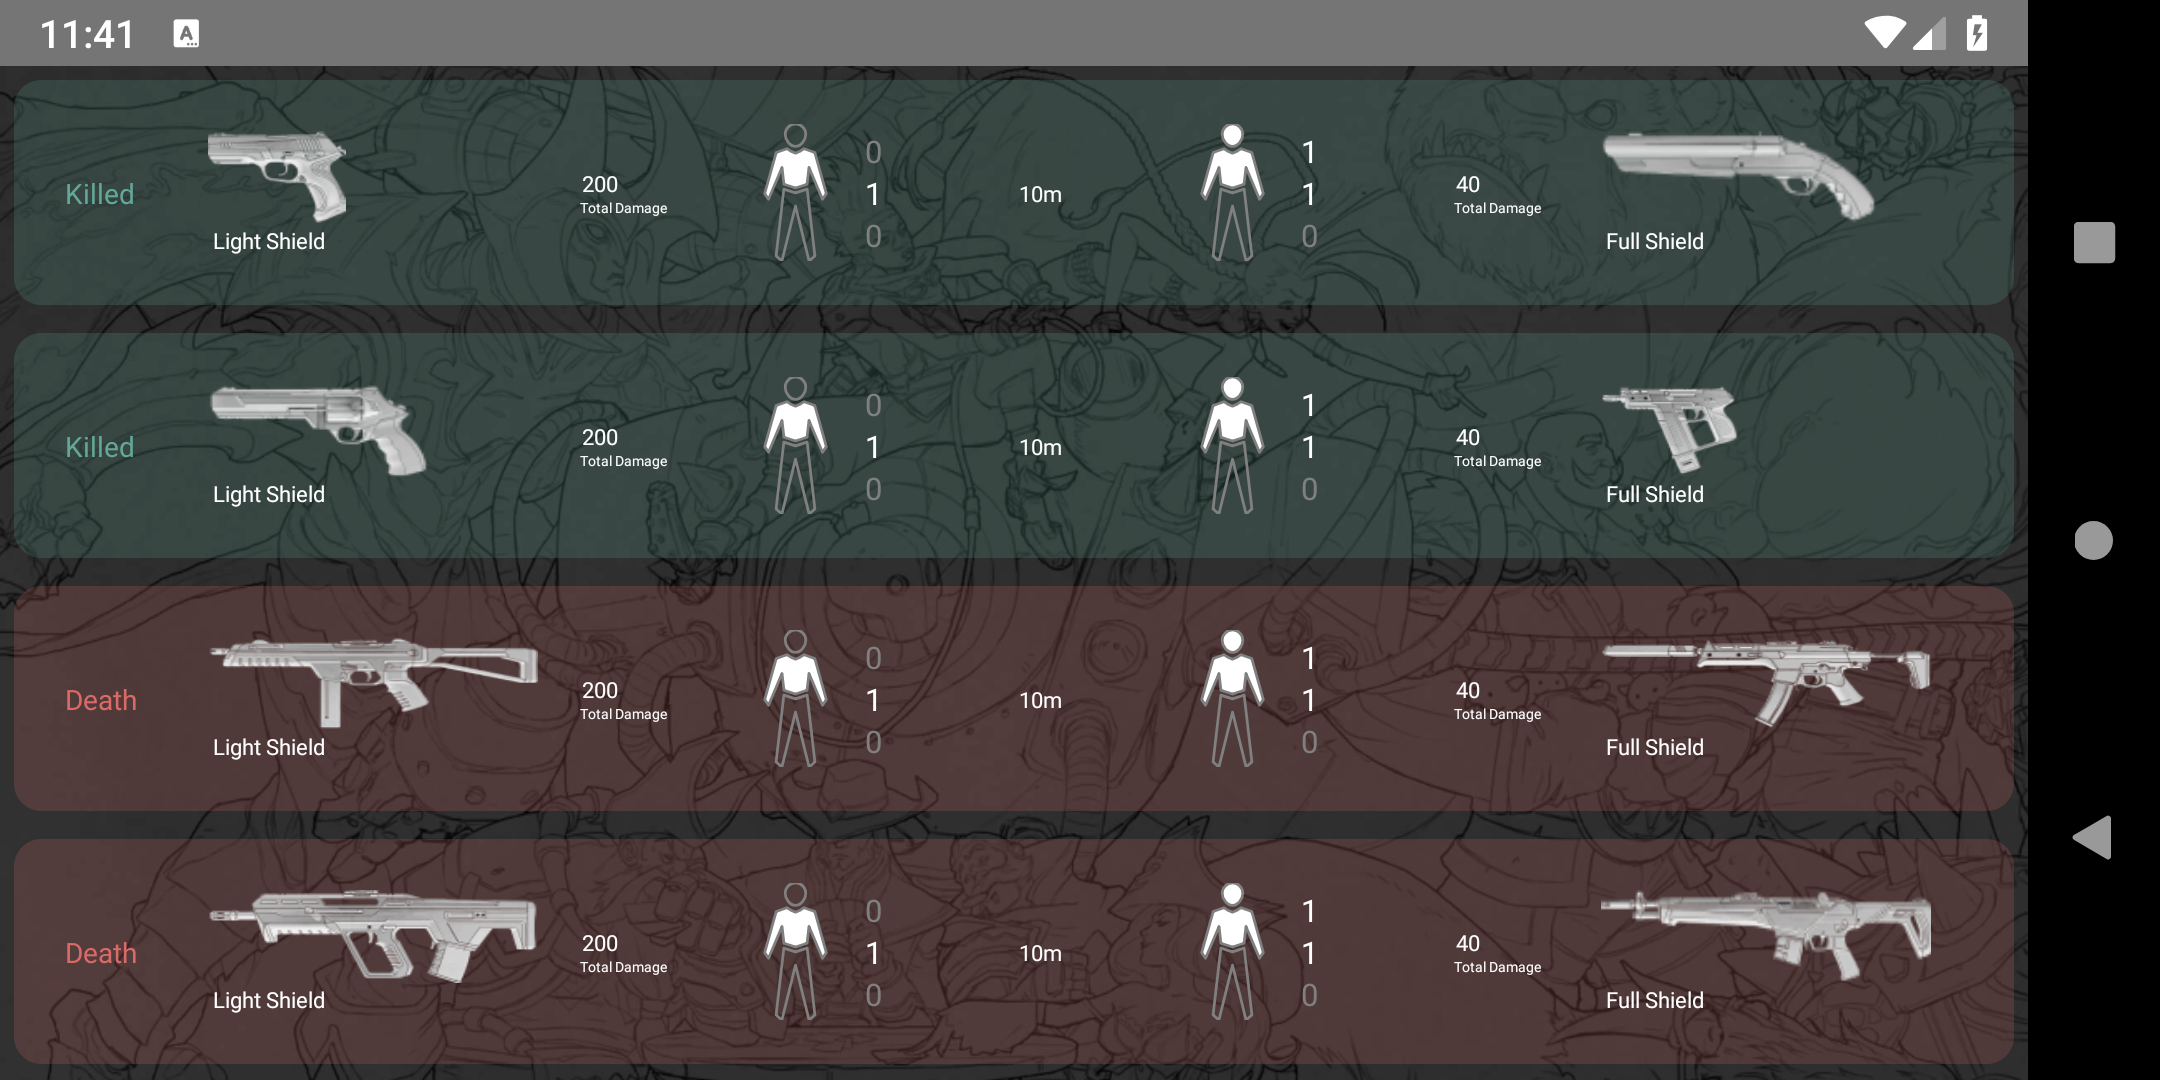 11:41
Killed
Light Shield
200
Total Damage
0
1
0
10m
1
1
0
40
Total Damage
Full Shield
Killed
Light Shield
200
Total Damage
0
1
0
10m
1
1
0
40
Total Damage
Full Shield
Death
Light Shield
200
Total Damage
0
1
0
10m
1
1
0
40
Total Damage
Full Shield
Death
Light Shield
200
Total Damage
0
1
0
10m
1
1
0
40
Total Damage
Full Shield